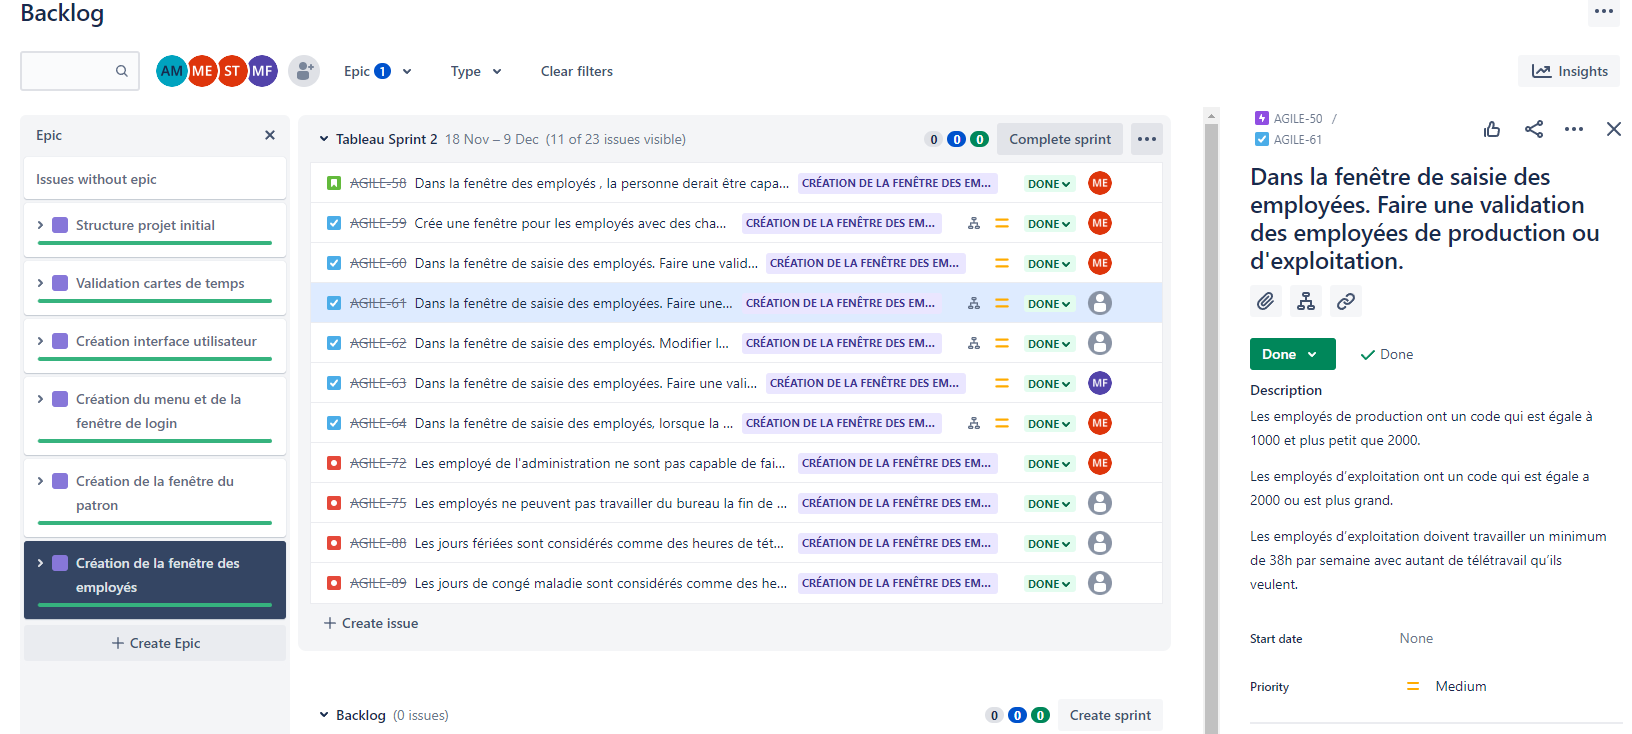 Backlog
AM ME ST MF
Epic 1
Type
Clear filters
Insights
Epic
Issues without epic
Structure projet initial
Validation cartes de temps
Création interface utilisateur
Création du menu et de la
fenêtre de login
Création de la fenêtre du
patron
Création de la fenêtre des
employés
+ Create Epic
Tableau Sprint 2 18 Nov – 9 Dec (11 of 23 issues visible) 0 0 0 Complete sprint
AGILE-58 Dans la fenêtre des employés , la personne derait être capa... CRÉATION DE LA FENÊTRE DES EM... DONE ME
AGILE-59 Crée une fenêtre pour les employés avec des cha... CRÉATION DE LA FENÊTRE DES EM... DONE ME
AGILE-60 Dans la fenêtre de saisie des employés. Faire une valid... CRÉATION DE LA FENÊTRE DES EM... DONE ME
AGILE-61 Dans la fenêtre de saisie des employées. Faire une... CRÉATION DE LA FENÊTRE DES EM... DONE
AGILE-62 Dans la fenêtre de saisie des employés. Modifier l... CRÉATION DE LA FENÊTRE DES EM... DONE
AGILE-63 Dans la fenêtre de saisie des employées. Faire une vali... CRÉATION DE LA FENÊTRE DES EM... DONE MF
AGILE-64 Dans la fenêtre de saisie des employés, lorsque la ... CRÉATION DE LA FENÊTRE DES EM... DONE ME
AGILE-72 Les employé de l'administration ne sont pas capable de fai... CRÉATION DE LA FENÊTRE DES EM... DONE ME
AGILE-75 Les employés ne peuvent pas travailler du bureau la fin de ... CRÉATION DE LA FENÊTRE DES EM... DONE
AGILE-88 Les jours fériées sont considérés comme des heures de tét... CRÉATION DE LA FENÊTRE DES EM... DONE
AGILE-89 Les jours de congé maladie sont considérés comme des he... CRÉATION DE LA FENÊTRE DES EM... DONE
+ Create issue
Backlog (0 issues) 0 0 0 Create sprint
AGILE-50 /
AGILE-61
Dans la fenêtre de saisie des
employées. Faire une validation
des employées de production ou
d'exploitation.
Done
Done
Description
Les employés de production ont un code qui est égale à
1000 et plus petit que 2000.
Les employés d'exploitation ont un code qui est égale a
2000 ou est plus grand.
Les employés d'exploitation doivent travailler un minimum
de 38h par semaine avec autant de télétravail qu'ils
veulent.
Start date None
Priority Medium